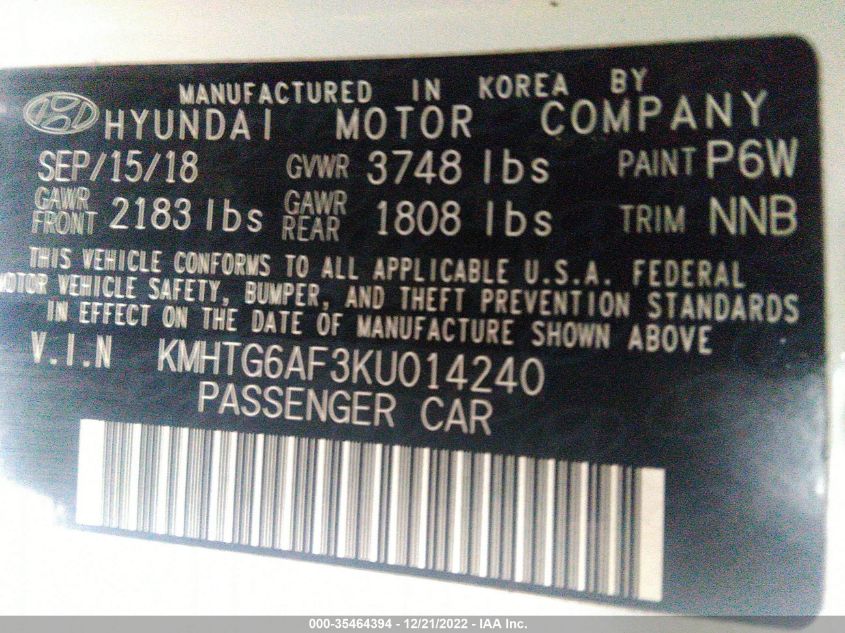 MANUFACTURED IN KOREA BY
HYUNDAI MOTOR COMPANY
SEP/15/18 GVWR 3748 lbs PAINT P6W
GAWR FRONT 2183 lbs GAWR REAR 1808 lbs TRIM NNB
THIS VEHICLE CONFORMS TO ALL APPLICABLE U.S.A. FEDERAL
MOTOR VEHICLE SAFETY, BUMPER, AND THEFT PREVENTION STANDARDS
IN EFFECT ON THE DATE OF MANUFACTURE SHOWN ABOVE
V.I.N KMHTG6AF3KU014240
PASSENGER CAR
000-35464394 - 12/21/2022 - IAA Inc.